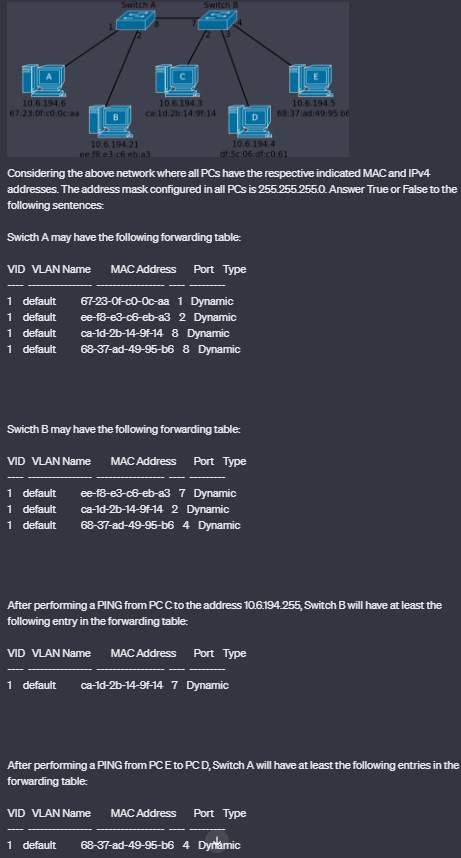 Switch A Switch B
1 8 7 4
2 2 3
A C E
10.6.194.6 10.6.194.3 10.6.194.5
67:23:0f:c0:0c:aa ca:1d:2b:14:9f:14 68:37:ad:49:95:b6
B D
10.6.194.21 10.6.194.4
ee:f8:e3:c6:eb:a3 df:5c:06:df:c0:61
Considering the above network where all PCs have the respective indicated MAC and IPv4
addresses. The address mask configured in all PCs is 255.255.255.0. Answer True or False to the
following sentences:
Swicth A may have the following forwarding table:
VID VLAN Name MAC Address Port Type
---- --------------- ----------------- ---- ---------
1 default 67-23-0f-c0-0c-aa 1 Dynamic
1 default ee-f8-e3-c6-eb-a3 2 Dynamic
1 default ca-1d-2b-14-9f-14 8 Dynamic
1 default 68-37-ad-49-95-b6 8 Dynamic
Swicth B may have the following forwarding table:
VID VLAN Name MAC Address Port Type
---- --------------- ----------------- ---- ---------
1 default ee-f8-e3-c6-eb-a3 7 Dynamic
1 default ca-1d-2b-14-9f-14 2 Dynamic
1 default 68-37-ad-49-95-b6 4 Dynamic
After performing a PING from PC C to the address 10.6.194.255, Switch B will have at least the
following entry in the forwarding table:
VID VLAN Name MAC Address Port Type
---- --------------- ----------------- ---- ---------
1 default ca-1d-2b-14-9f-14 7 Dynamic
After performing a PING from PC E to PC D, Switch A will have at least the following entries in the
forwarding table:
VID VLAN Name MAC Address Port Type
---- --------------- ----------------- ---- ---------
1 default 68-37-ad-49-95-b6 4 Dynamic